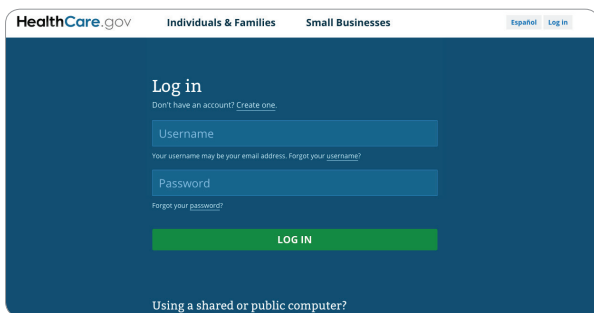 HealthCare.gov Individuals & Families Small Businesses Español Log in
Log in
Don't have an account? Create one.
Username
Your username may be your email address. Forgot your username?
Password
Forgot your password?
LOG IN
Using a shared or public computer?